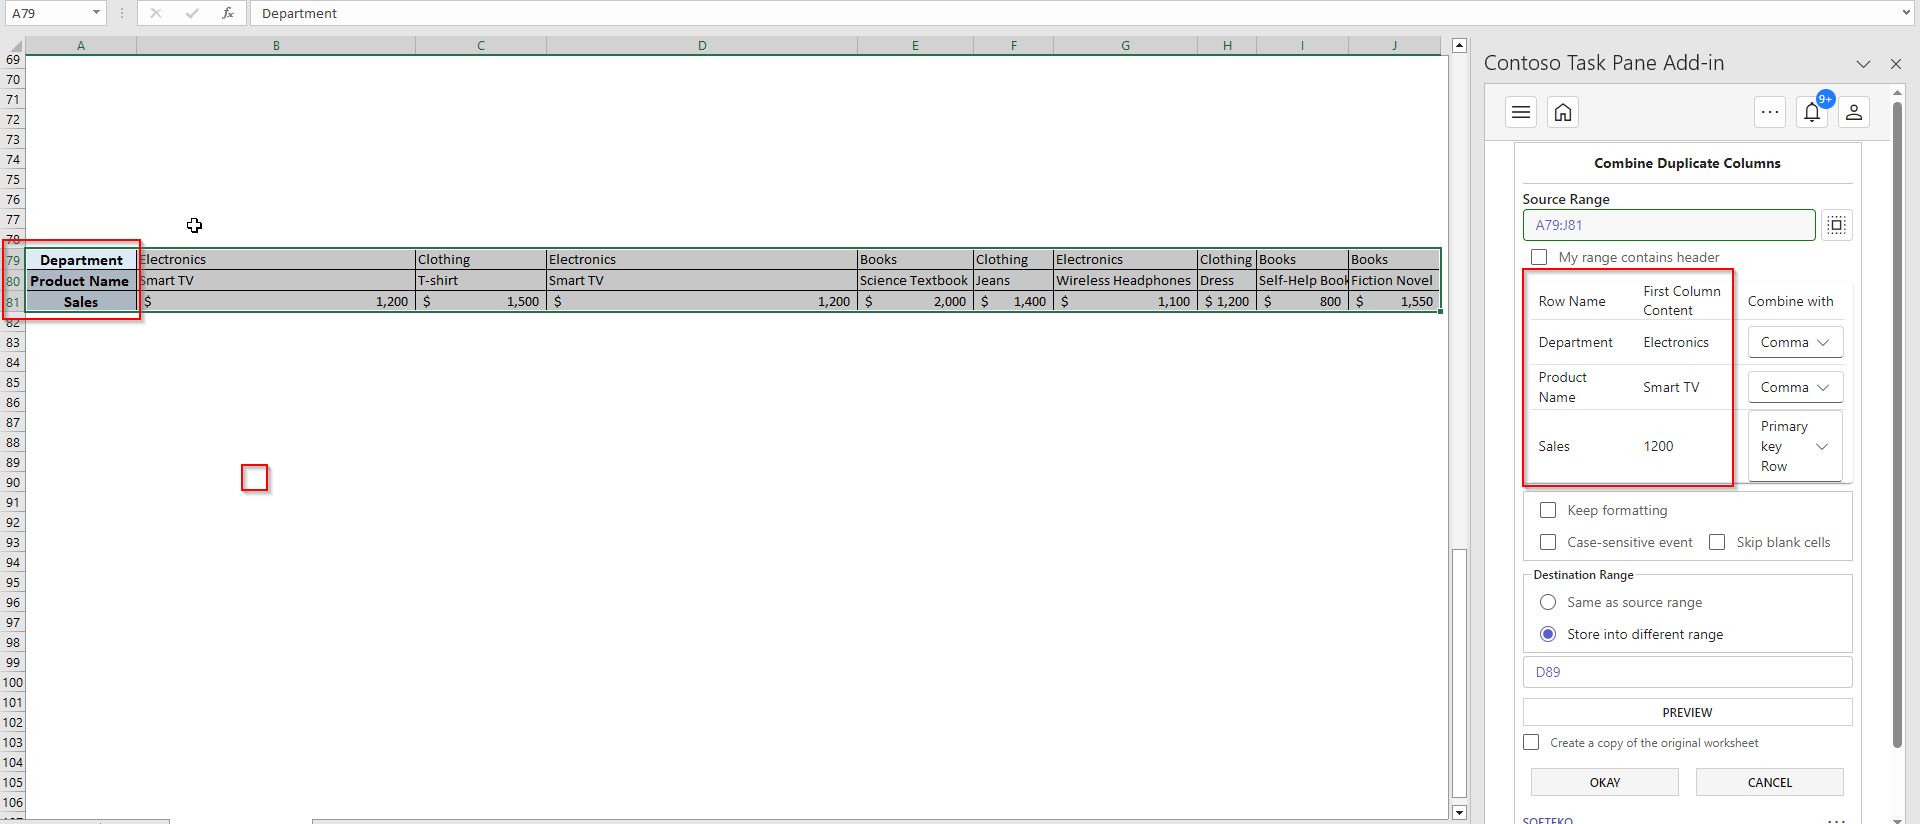 A79
fx
Department
A B C D E F G H I J
Contoso Task Pane Add-in
9+
69
70
71
72
73
74
75
76
77
78
79 Department Electronics Clothing Electronics Books Clothing Electronics Clothing Books Books
80 Product Name Smart TV T-shirt Smart TV Science Textbook Jeans Wireless Headphones Dress Self-Help Book Fiction Novel
81 Sales $ 1,200 $ 1,500 $ 1,200 $ 2,000 $ 1,400 $ 1,100 $ 1,200 $ 800 $ 1,550
82
83
84
85
86
87
88
89
90
91
92
93
94
95
96
97
98
99
100
101
102
103
104
105
106
Combine Duplicate Columns
Source Range
A79:J81
My range contains header
Row Name First Column Content Combine with
Department Electronics Comma
Product Name Smart TV Comma
Sales 1200 Primary key Row
Keep formatting
Case-sensitive event Skip blank cells
Destination Range
Same as source range
Store into different range
D89
PREVIEW
Create a copy of the original worksheet
OKAY CANCEL
SOFTEKO